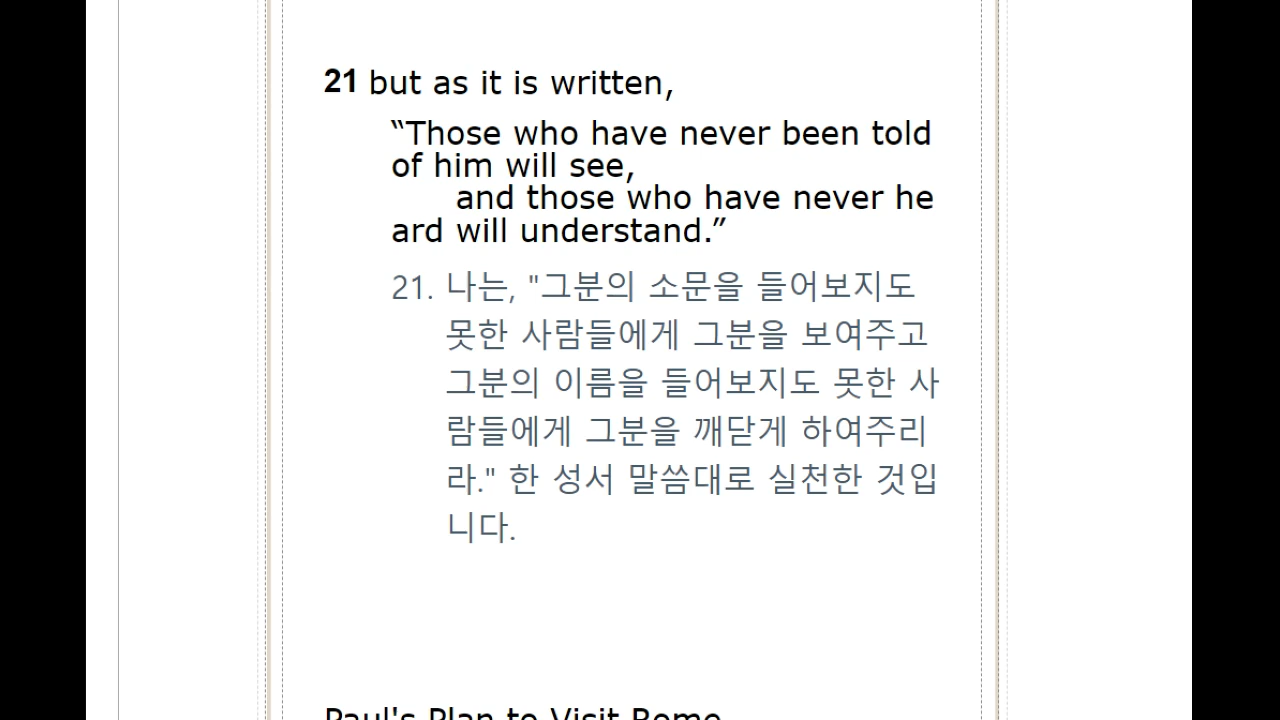 21 but as it is written,
“Those who have never been told
of him will see,
and those who have never he
ard will understand.”
21. 나는, "그분의 소문을 들어보지도
못한 사람들에게 그분을 보여주고
그분의 이름을 들어보지도 못한 사
람들에게 그분을 깨닫게 하여주리
라." 한 성서 말씀대로 실천한 것입
니다.
Paul's Plan to Visit Rome